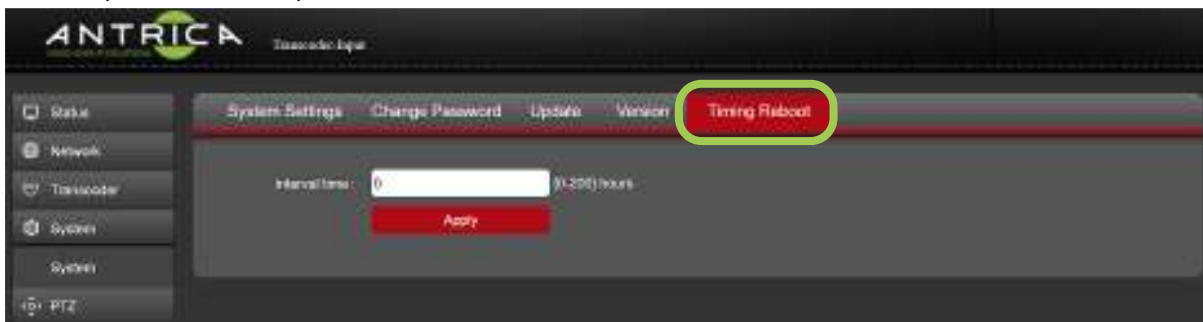 ANTRICA
Transcoder Input
Status
Network
Transcoder
System
System
PTZ
System Settings Change Password Update Version Timing Reboot
Interval time: 0 (0-200) hours
Apply